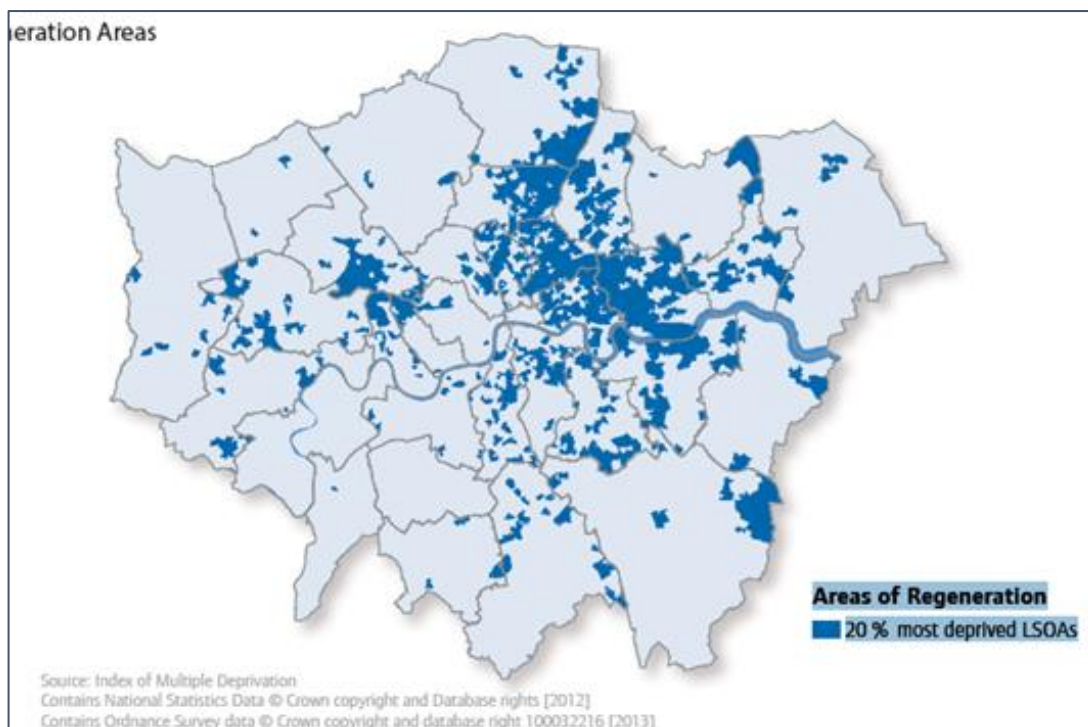 neration Areas
Areas of Regeneration
20 % most deprived LSOAs
Source: Index of Multiple Deprivation
Contains National Statistics Data © Crown copyright and Database rights [2012]
Contains Ordnance Survey data © Crown copyright and database right 100032216 [2013]